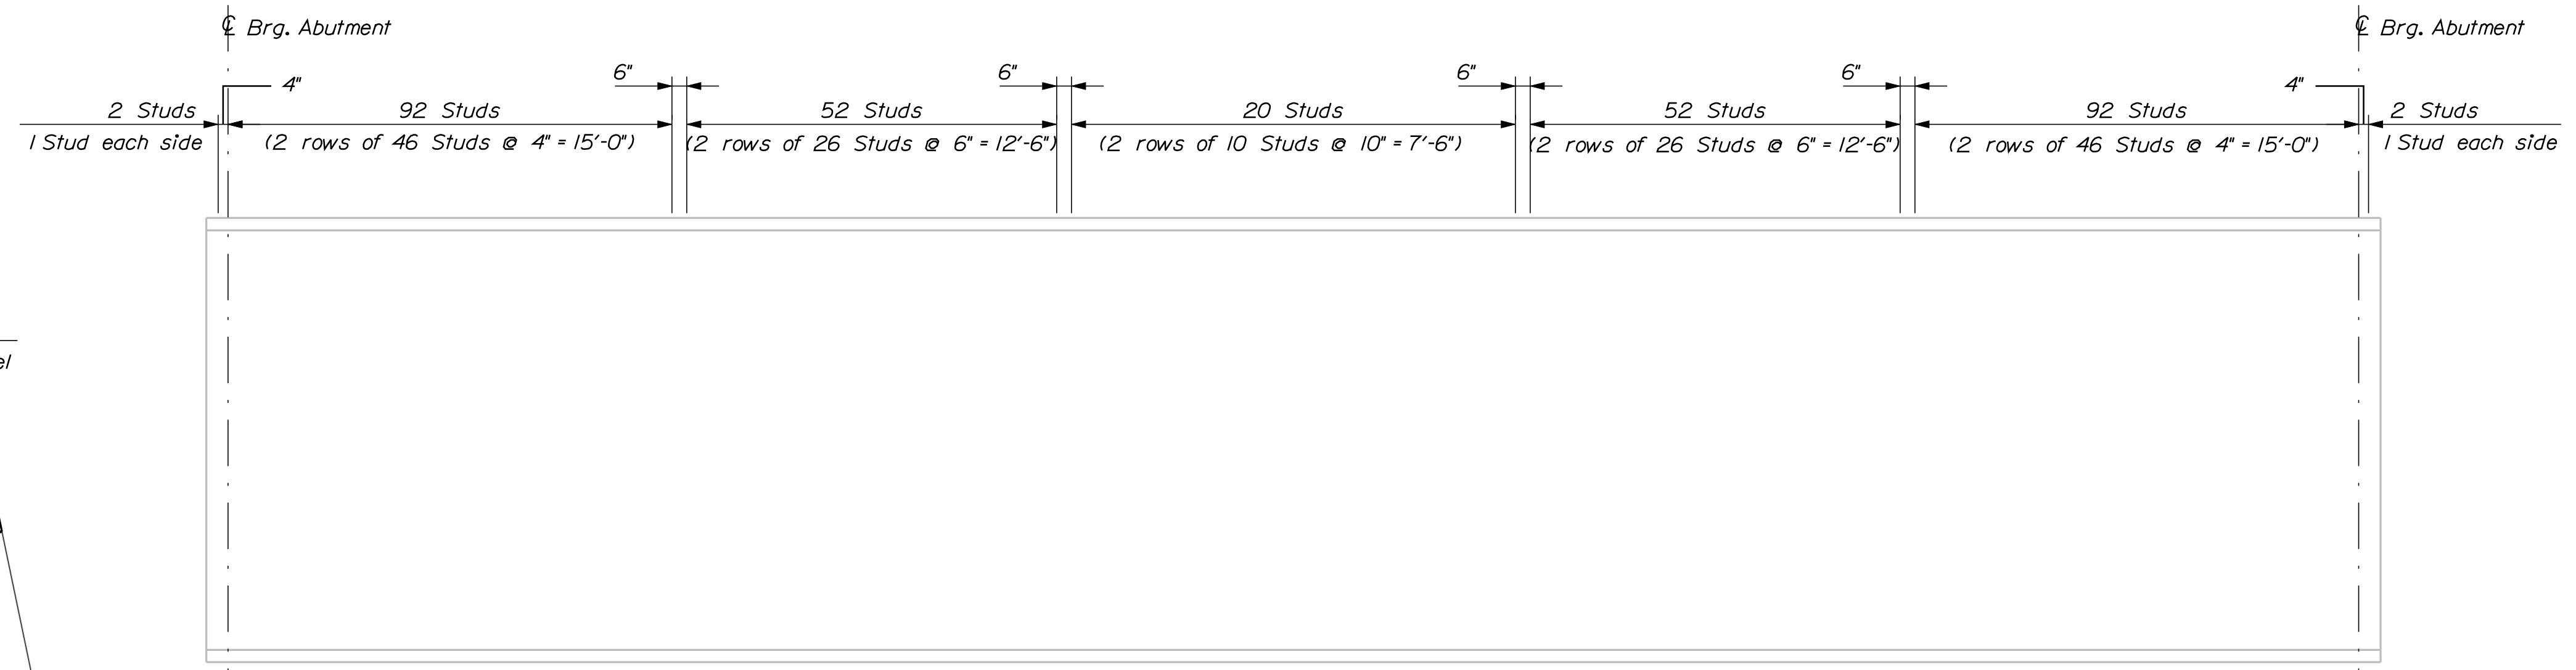 ℄ Brg. Abutment
℄ Brg. Abutment
6" 6" 6" 6"
4" 4"
2 Studs 92 Studs 52 Studs 20 Studs 52 Studs 92 Studs 2 Studs
1 Stud each side (2 rows of 46 Studs @ 4" = 15'-0") (2 rows of 26 Studs @ 6" = 12'-6") (2 rows of 10 Studs @ 10" = 7'-6") (2 rows of 26 Studs @ 6" = 12'-6") (2 rows of 46 Studs @ 4" = 15'-0") 1 Stud each side
el